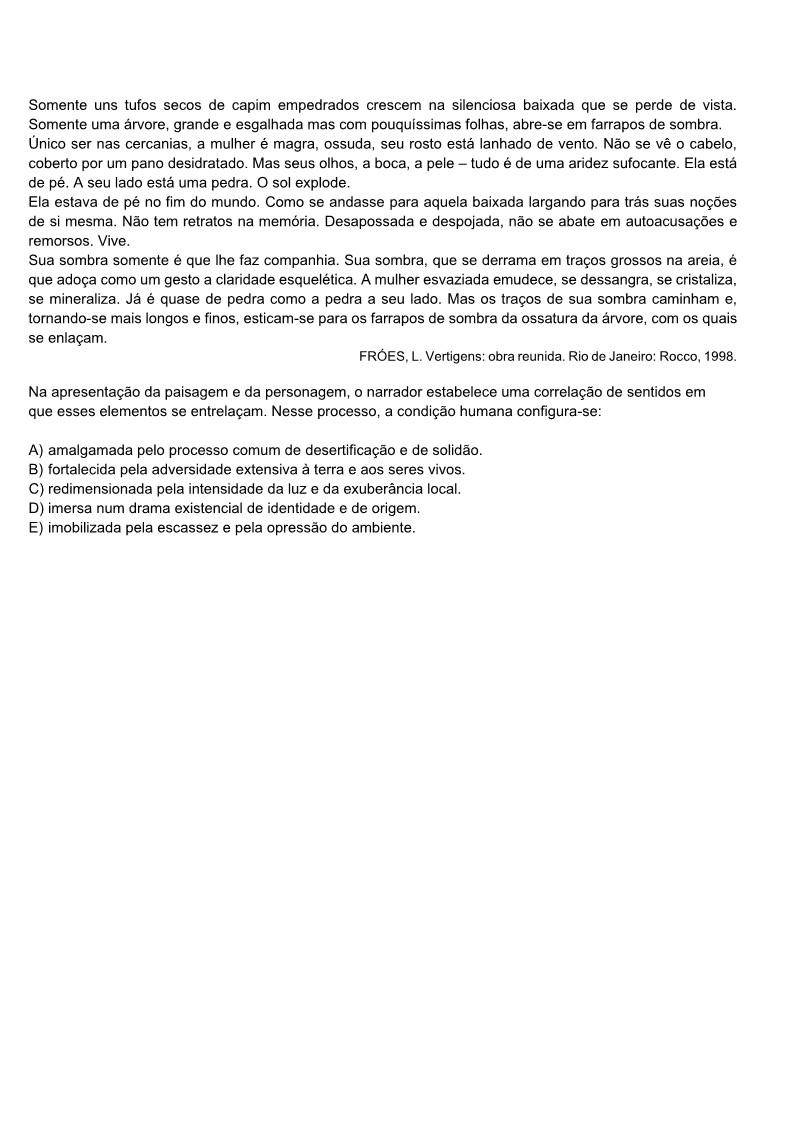 Somente uns tufos secos de capim empedrados crescem na silenciosa baixada que se perde de vista.
Somente uma árvore, grande e esgalhada mas com pouquíssimas folhas, abre-se em farrapos de sombra.
Único ser nas cercanias, a mulher é magra, ossuda, seu rosto está lanhado de vento. Não se vê o cabelo,
coberto por um pano desidratado. Mas seus olhos, a boca, a pele – tudo é de uma aridez sufocante. Ela está
de pé. A seu lado está uma pedra. O sol explode.
Ela estava de pé no fim do mundo. Como se andasse para aquela baixada largando para trás suas noções
de si mesma. Não tem retratos na memória. Desapossada e despojada, não se abate em autoacusações e
remorsos. Vive.
Sua sombra somente é que lhe faz companhia. Sua sombra, que se derrama em traços grossos na areia, é
que adoça como um gesto a claridade esquelética. A mulher esvaziada emudece, se dessangra, se cristaliza,
se mineraliza. Já é quase de pedra como a pedra a seu lado. Mas os traços de sua sombra caminham e,
tornando-se mais longos e finos, esticam-se para os farrapos de sombra da ossatura da árvore, com os quais
se enlaçam.
FRÓES, L. Vertigens: obra reunida. Rio de Janeiro: Rocco, 1998.
Na apresentação da paisagem e da personagem, o narrador estabelece uma correlação de sentidos em
que esses elementos se entrelaçam. Nesse processo, a condição humana configura-se:
A) amalgamada pelo processo comum de desertificação e de solidão.
B) fortalecida pela adversidade extensiva à terra e aos seres vivos.
C) redimensionada pela intensidade da luz e da exuberância local.
D) imersa num drama existencial de identidade e de origem.
E) imobilizada pela escassez e pela opressão do ambiente.